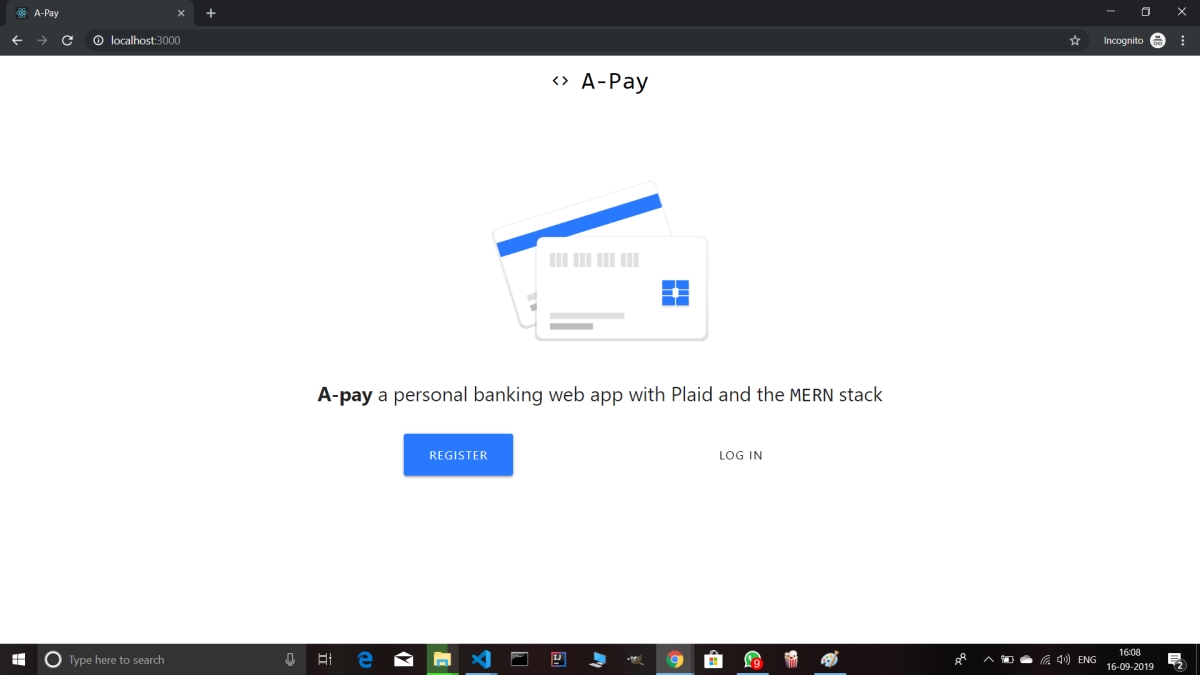 A-Pay
localhost:3000
Incognito
<> A-Pay
A-pay a personal banking web app with Plaid and the MERN stack
REGISTER
LOG IN
Type here to search
9
ENG
16:08
16-09-2019
2